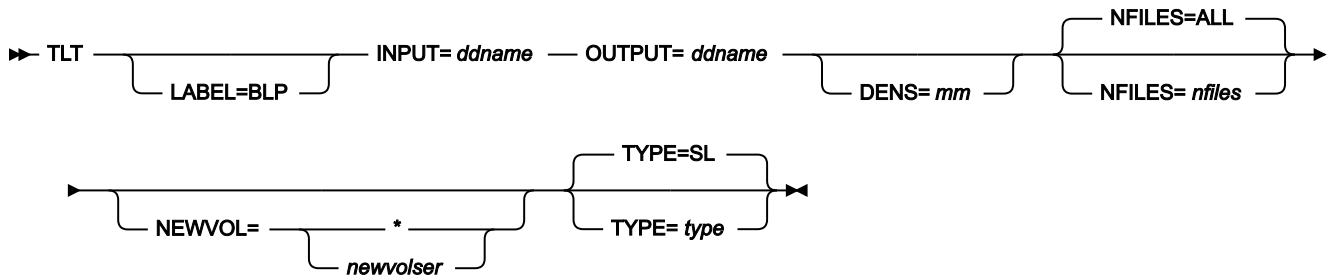 NFILES=ALL
TLT INPUT= ddname OUTPUT= ddname
LABEL=BLP DENS= mm NFILES= nfiles
TYPE=SL
NEWVOL= * TYPE= type
newvolser